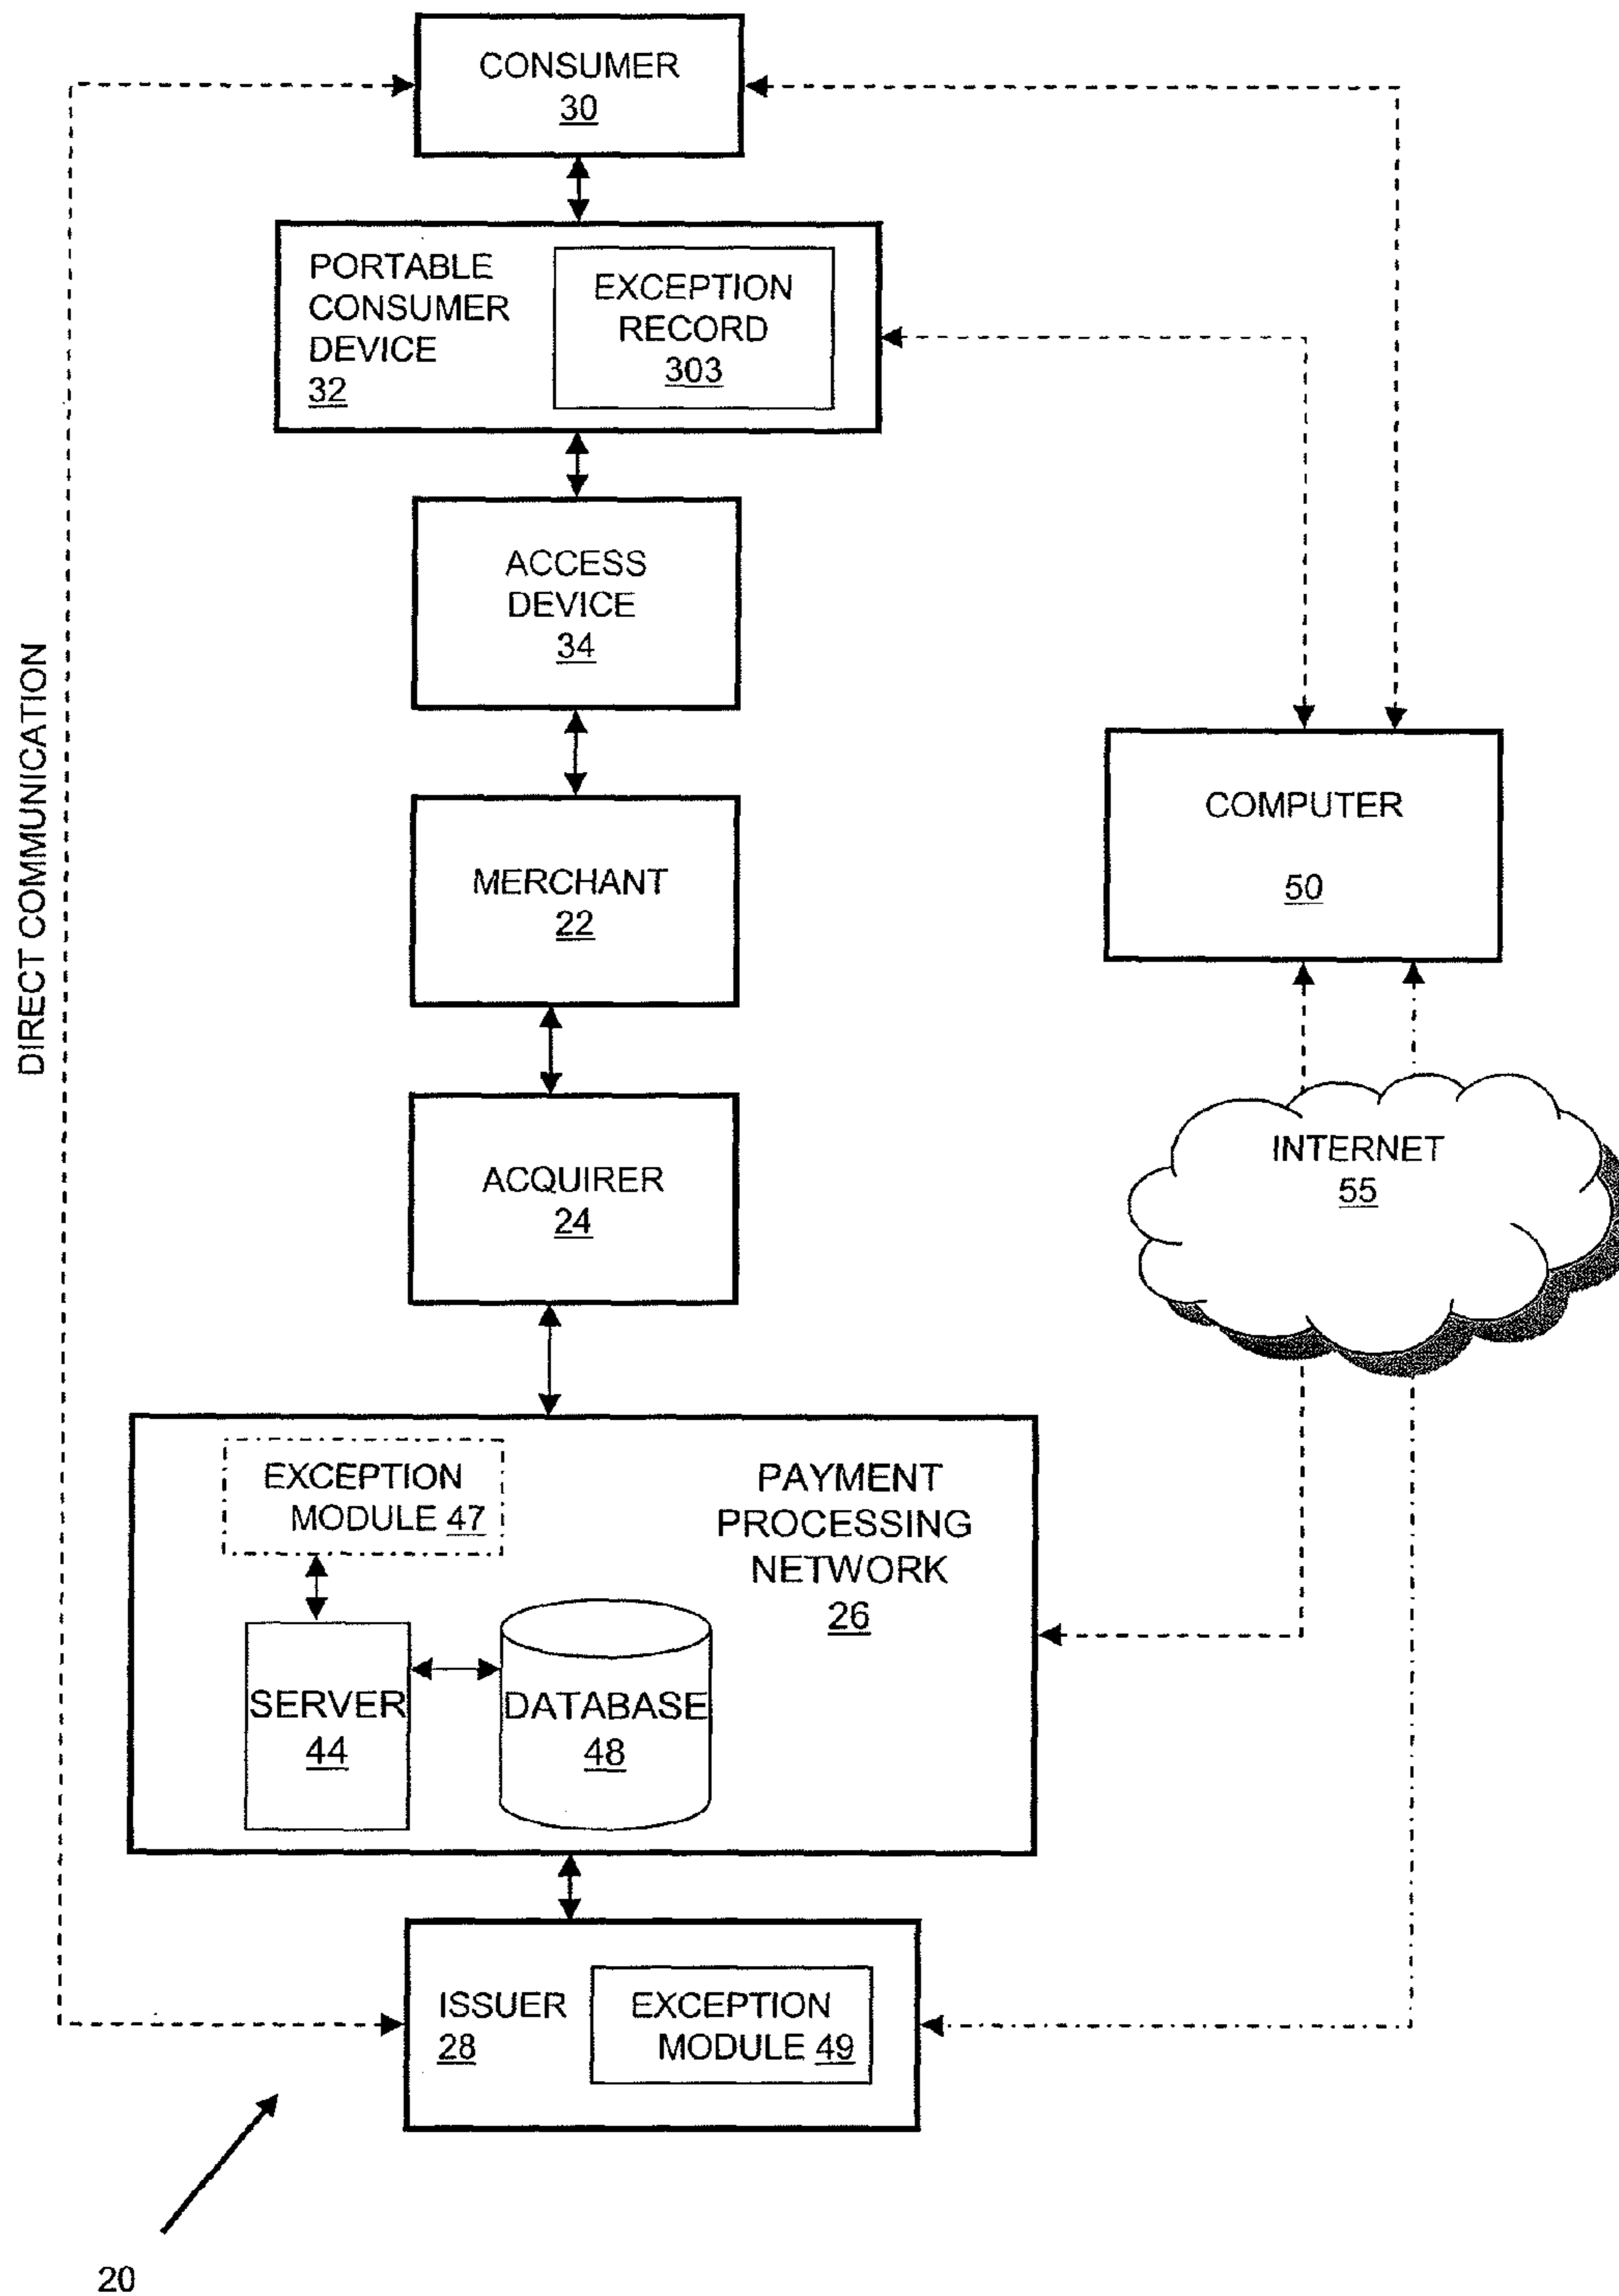 CONSUMER
30
PORTABLE
CONSUMER
DEVICE
32
EXCEPTION
RECORD
303
ACCESS
DEVICE
34
DIRECT COMMUNICATION
MERCHANT
22
COMPUTER
50
ACQUIRER
24
INTERNET
55
EXCEPTION
MODULE 47
PAYMENT
PROCESSING
NETWORK
26
SERVER
44
DATABASE
48
ISSUER
28
EXCEPTION
MODULE 49
20